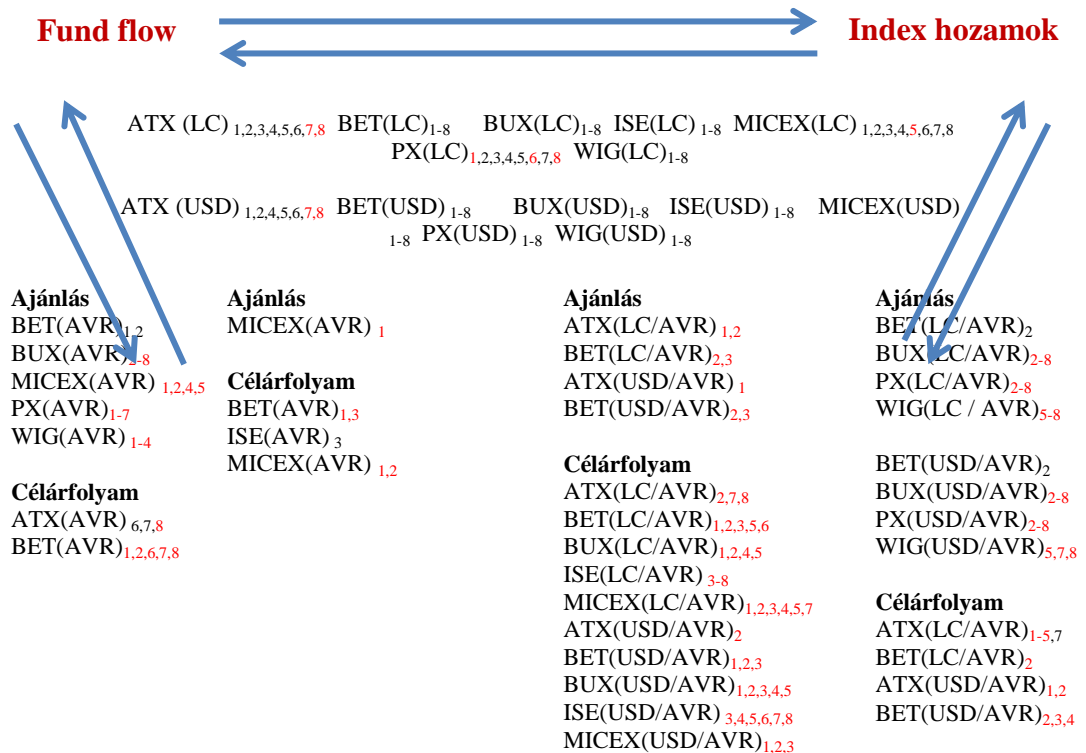 Fund flow
Index hozamok
ATX (LC) 1,2,3,4,5,6,7,8 BET(LC)1-8 BUX(LC)1-8 ISE(LC) 1-8 MICEX(LC) 1,2,3,4,5,6,7,8
PX(LC)1,2,3,4,5,6,7,8 WIG(LC)1-8
ATX (USD) 1,2,4,5,6,7,8 BET(USD) 1-8 BUX(USD)1-8 ISE(USD) 1-8 MICEX(USD)
1-8 PX(USD) 1-8 WIG(USD) 1-8
Ajánlás
BET(AVR)1,2
BUX(AVR)2-8
MICEX(AVR) 1,2,4,5
PX(AVR)1-7
WIG(AVR) 1-4
Célárfolyam
ATX(AVR) 6,7,8
BET(AVR)1,2,6,7,8
Ajánlás
MICEX(AVR) 1
Célárfolyam
BET(AVR)1,3
ISE(AVR) 3
MICEX(AVR) 1,2
Ajánlás
ATX(LC/AVR) 1,2
BET(LC/AVR)2,3
ATX(USD/AVR) 1
BET(USD/AVR)2,3
Célárfolyam
ATX(LC/AVR)2,7,8
BET(LC/AVR)1,2,3,5,6
BUX(LC/AVR)1,2,4,5
ISE(LC/AVR) 3-8
MICEX(LC/AVR)1,2,3,4,5,7
ATX(USD/AVR)2
BET(USD/AVR)1,2,3
BUX(USD/AVR)1,2,3,4,5
ISE(USD/AVR) 3,4,5,6,7,8
MICEX(USD/AVR)1,2,3
Ajánlás
BET(LC/AVR)2
BUX(LC/AVR)2-8
PX(LC/AVR)2-8
WIG(LC / AVR)5-8
BET(USD/AVR)2
BUX(USD/AVR)2-8
PX(USD/AVR)2-8
WIG(USD/AVR)5,7,8
Célárfolyam
ATX(LC/AVR)1-5,7
BET(LC/AVR)2
ATX(USD/AVR)1,2
BET(USD/AVR)2,3,4